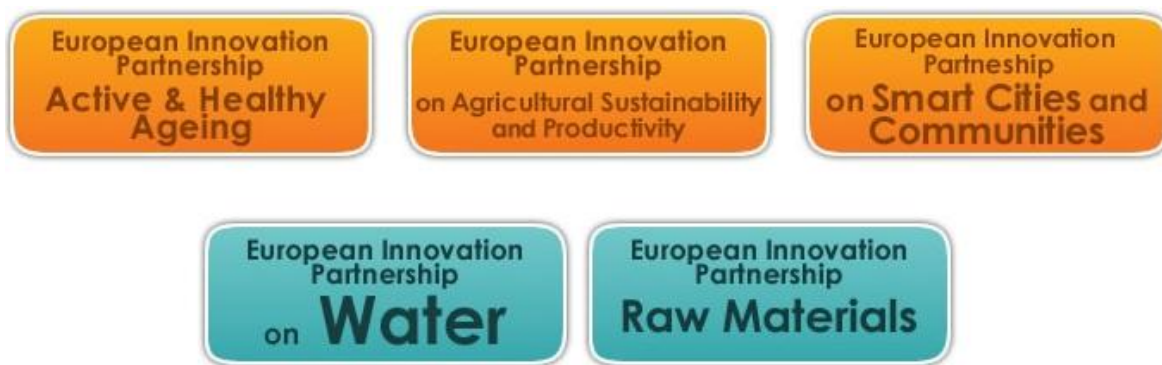 European Innovation
Partnership
Active & Healthy
Ageing
European Innovation
Partnership
on Agricultural Sustainability
and Productivity
European Innovation
Partneship
on Smart Cities and
Communities
European Innovation
Partnership
on Water
European Innovation
Partnership
Raw Materials